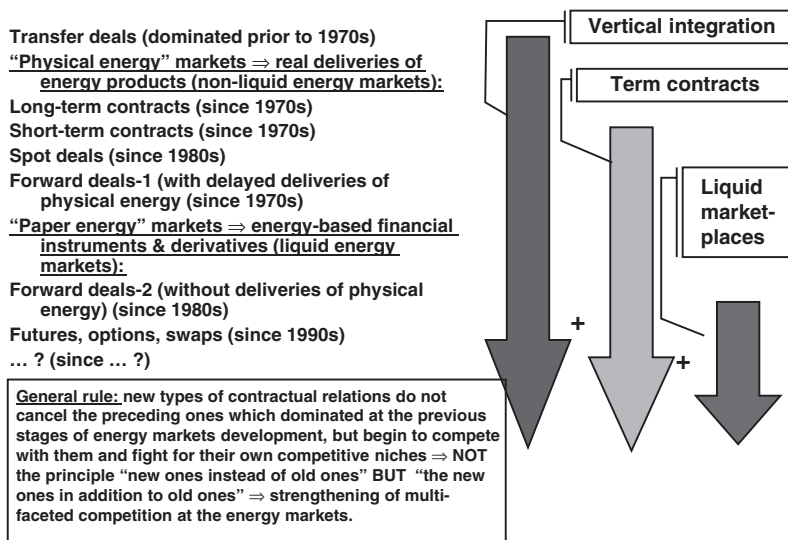 Transfer deals (dominated prior to 1970s)
“Physical energy” markets ⇒ real deliveries of
energy products (non-liquid energy markets):
Long-term contracts (since 1970s)
Short-term contracts (since 1970s)
Spot deals (since 1980s)
Forward deals-1 (with delayed deliveries of
physical energy (since 1970s)
“Paper energy” markets ⇒ energy-based financial
instruments & derivatives (liquid energy
markets):
Forward deals-2 (without deliveries of physical
energy) (since 1980s)
Futures, options, swaps (since 1990s)
... ? (since ... ?)
General rule: new types of contractual relations do not
cancel the preceding ones which dominated at the previous
stages of energy markets development, but begin to compete
with them and fight for their own competitive niches ⇒ NOT
the principle “new ones instead of old ones” BUT “the new
ones in addition to old ones” ⇒ strengthening of multi-
faceted competition at the energy markets.
Vertical integration
Term contracts
Liquid
market-
places
+
+